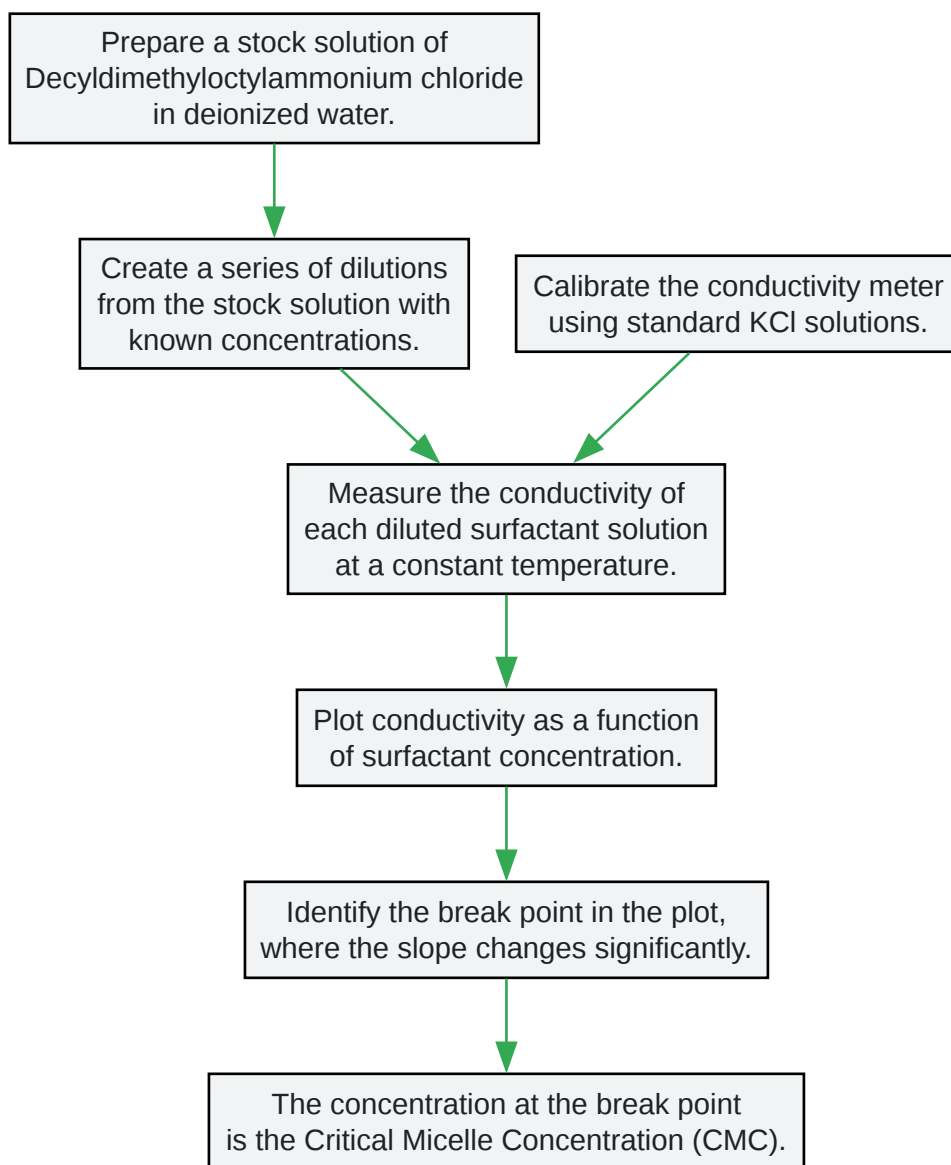 Prepare a stock solution of
Decyldimethyloctylammonium chloride
in deionized water.
Create a series of dilutions
from the stock solution with
known concentrations.
Calibrate the conductivity meter
using standard KCl solutions.
Measure the conductivity of
each diluted surfactant solution
at a constant temperature.
Plot conductivity as a function
of surfactant concentration.
Identify the break point in the plot,
where the slope changes significantly.
The concentration at the break point
is the Critical Micelle Concentration (CMC).